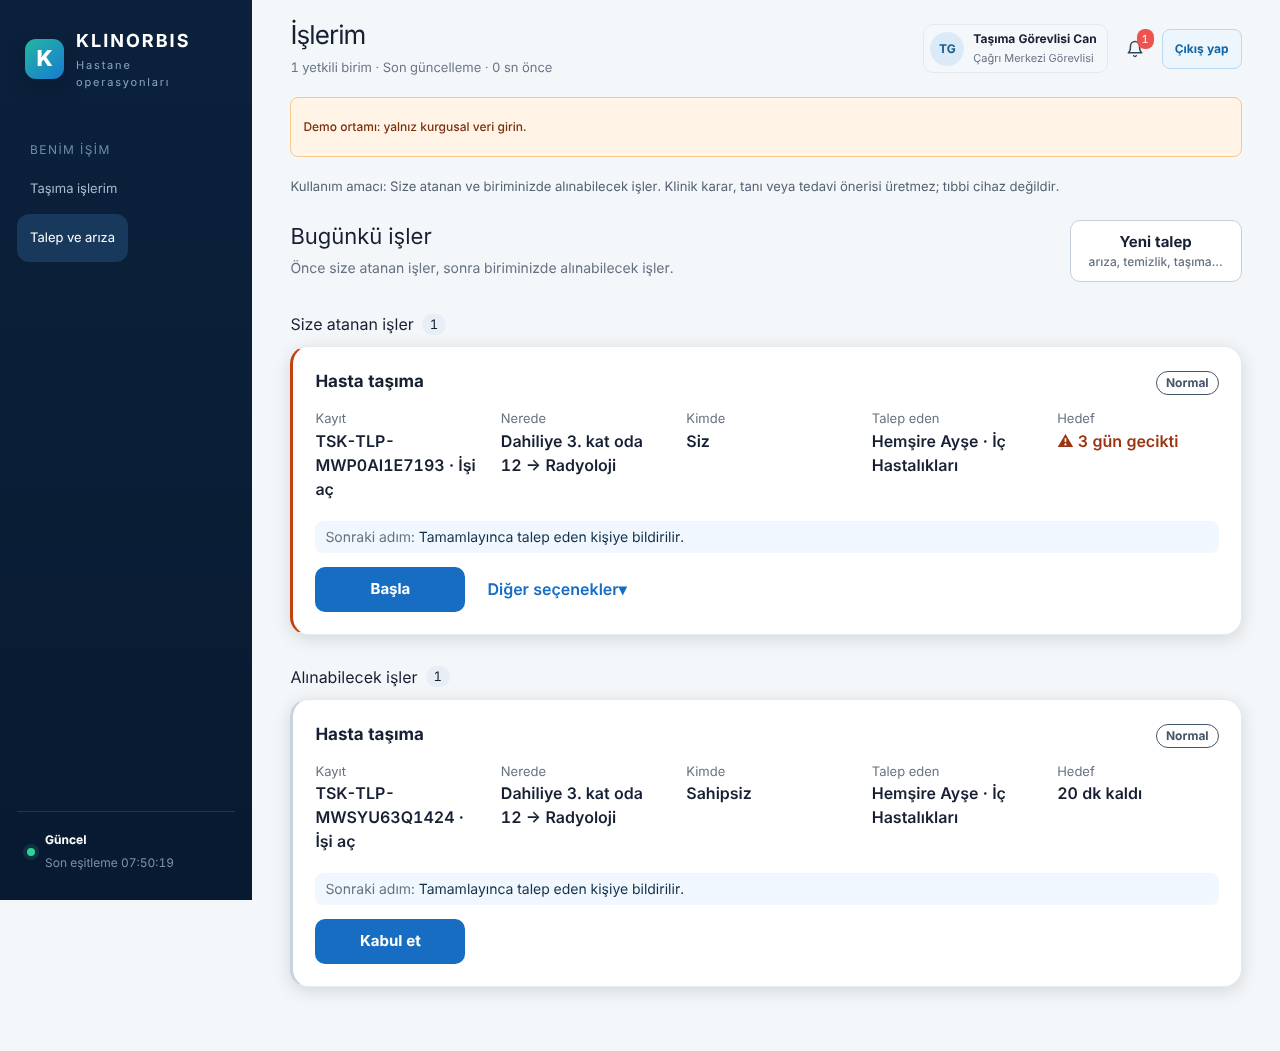 K
KLINORBIS
Hastane
operasyonları
BENİM İŞİM
Taşıma işlerim
Talep ve arıza
Güncel
Son eşitleme 07:50:19
İşlerim
1 yetkili birim · Son güncelleme · 0 sn önce
TG
Taşıma Görevlisi Can
Çağrı Merkezi Görevlisi
1
Çıkış yap
Demo ortamı: yalnız kurgusal veri girin.
Kullanım amacı: Size atanan ve biriminizde alınabilecek işler. Klinik karar, tanı veya tedavi önerisi üretmez; tıbbi cihaz değildir.
Bugünkü işler
Önce size atanan işler, sonra biriminizde alınabilecek işler.
Yeni talep
arıza, temizlik, taşıma...
Size atanan işler 1
Hasta taşıma
Normal
Kayıt
TSK-TLP-
MWP0AI1E7193 · İşi
aç
Nerede
Dahiliye 3. kat oda
12 → Radyoloji
Kimde
Siz
Talep eden
Hemşire Ayşe · İç
Hastalıkları
Hedef
⚠ 3 gün gecikti
Sonraki adım: Tamamlayınca talep eden kişiye bildirilir.
Başla
Diğer seçenekler▾
Alınabilecek işler 1
Hasta taşıma
Normal
Kayıt
TSK-TLP-
MWSYU63Q1424 ·
İşi aç
Nerede
Dahiliye 3. kat oda
12 → Radyoloji
Kimde
Sahipsiz
Talep eden
Hemşire Ayşe · İç
Hastalıkları
Hedef
20 dk kaldı
Sonraki adım: Tamamlayınca talep eden kişiye bildirilir.
Kabul et